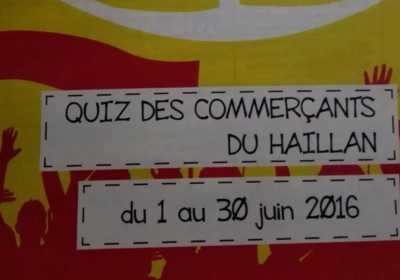 QUIZ DES COMMERÇANTS
DU HAILLAN
du 1 au 30 juin 2016